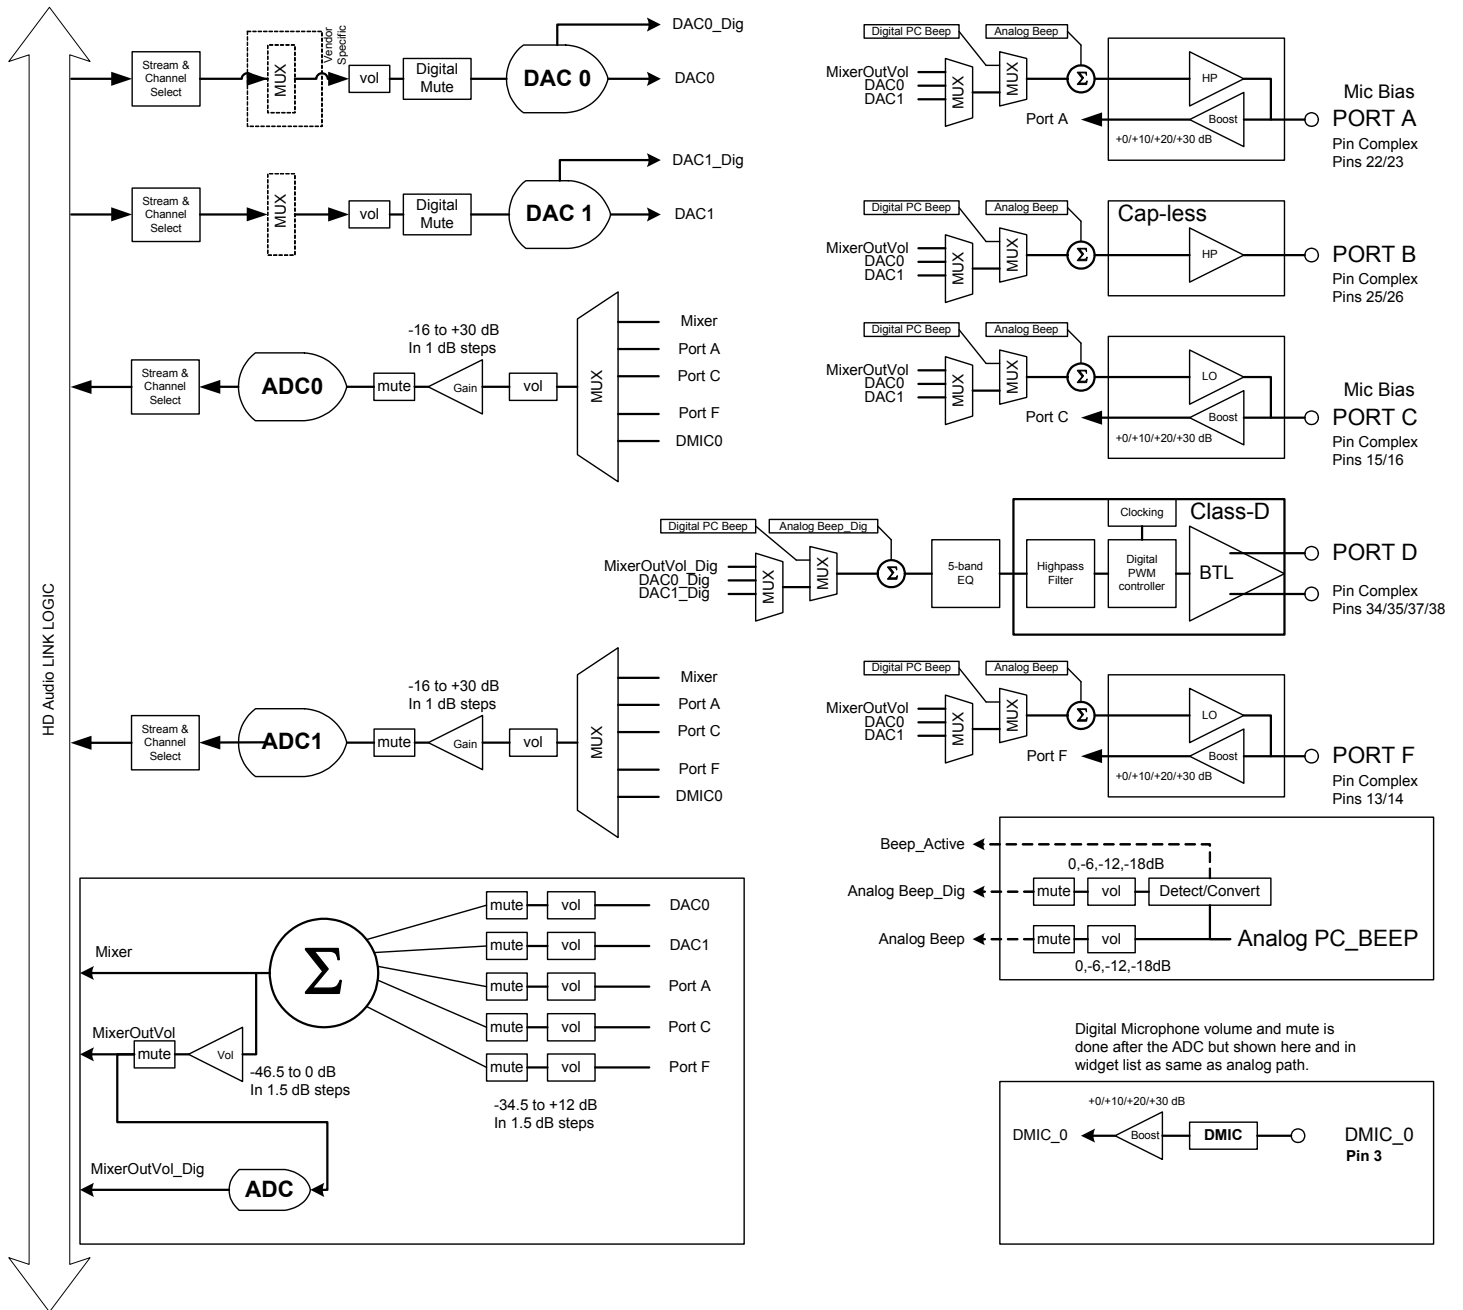 HD Audio LINK LOGIC
Stream &
Channel
Select
MUX
Vendor
Specific
vol
Digital
Mute
DAC 0
DAC0_Dig
DAC0
Stream &
Channel
Select
MUX
vol
Digital
Mute
DAC 1
DAC1_Dig
DAC1
Stream &
Channel
Select
ADC0
mute
-16 to +30 dB
In 1 dB steps
Gain
vol
MUX
Mixer
Port A
Port C
Port F
DMIC0
Stream &
Channel
Select
ADC1
mute
-16 to +30 dB
In 1 dB steps
Gain
vol
MUX
Mixer
Port A
Port C
Port F
DMIC0
Mixer
MixerOutVol
mute
Vol
-46.5 to 0 dB
In 1.5 dB steps
MixerOutVol_Dig
ADC
Σ
mute
vol
DAC0
mute
vol
DAC1
mute
vol
Port A
mute
vol
Port C
mute
vol
Port F
-34.5 to +12 dB
In 1.5 dB steps
Digital PC Beep
Analog Beep
MixerOutVol
DAC0
DAC1
MUX
MUX
Σ
HP
Port A
Boost
+0/+10/+20/+30 dB
Mic Bias
PORT A
Pin Complex
Pins 22/23
Digital PC Beep
Analog Beep
MixerOutVol
DAC0
DAC1
MUX
MUX
Σ
Cap-less
HP
PORT B
Pin Complex
Pins 25/26
Digital PC Beep
Analog Beep
MixerOutVol
DAC0
DAC1
MUX
MUX
Σ
LO
Port C
Boost
+0/+10/+20/+30 dB
Mic Bias
PORT C
Pin Complex
Pins 15/16
Digital PC Beep
Analog Beep_Dig
MixerOutVol_Dig
DAC0_Dig
DAC1_Dig
MUX
MUX
Σ
5-band
EQ
Highpass
Filter
Clocking
Digital
PWM
controller
Class-D
BTL
PORT D
Pin Complex
Pins 34/35/37/38
Digital PC Beep
Analog Beep
MixerOutVol
DAC0
DAC1
MUX
MUX
Σ
LO
Port F
Boost
+0/+10/+20/+30 dB
PORT F
Pin Complex
Pins 13/14
Beep_Active
0,-6,-12,-18dB
Analog Beep_Dig
mute
vol
Detect/Convert
Analog Beep
mute
vol
Analog PC_BEEP
0,-6,-12,-18dB
Digital Microphone volume and mute is
done after the ADC but shown here and in
widget list as same as analog path.
+0/+10/+20/+30 dB
DMIC_0
Boost
DMIC
DMIC_0
Pin 3